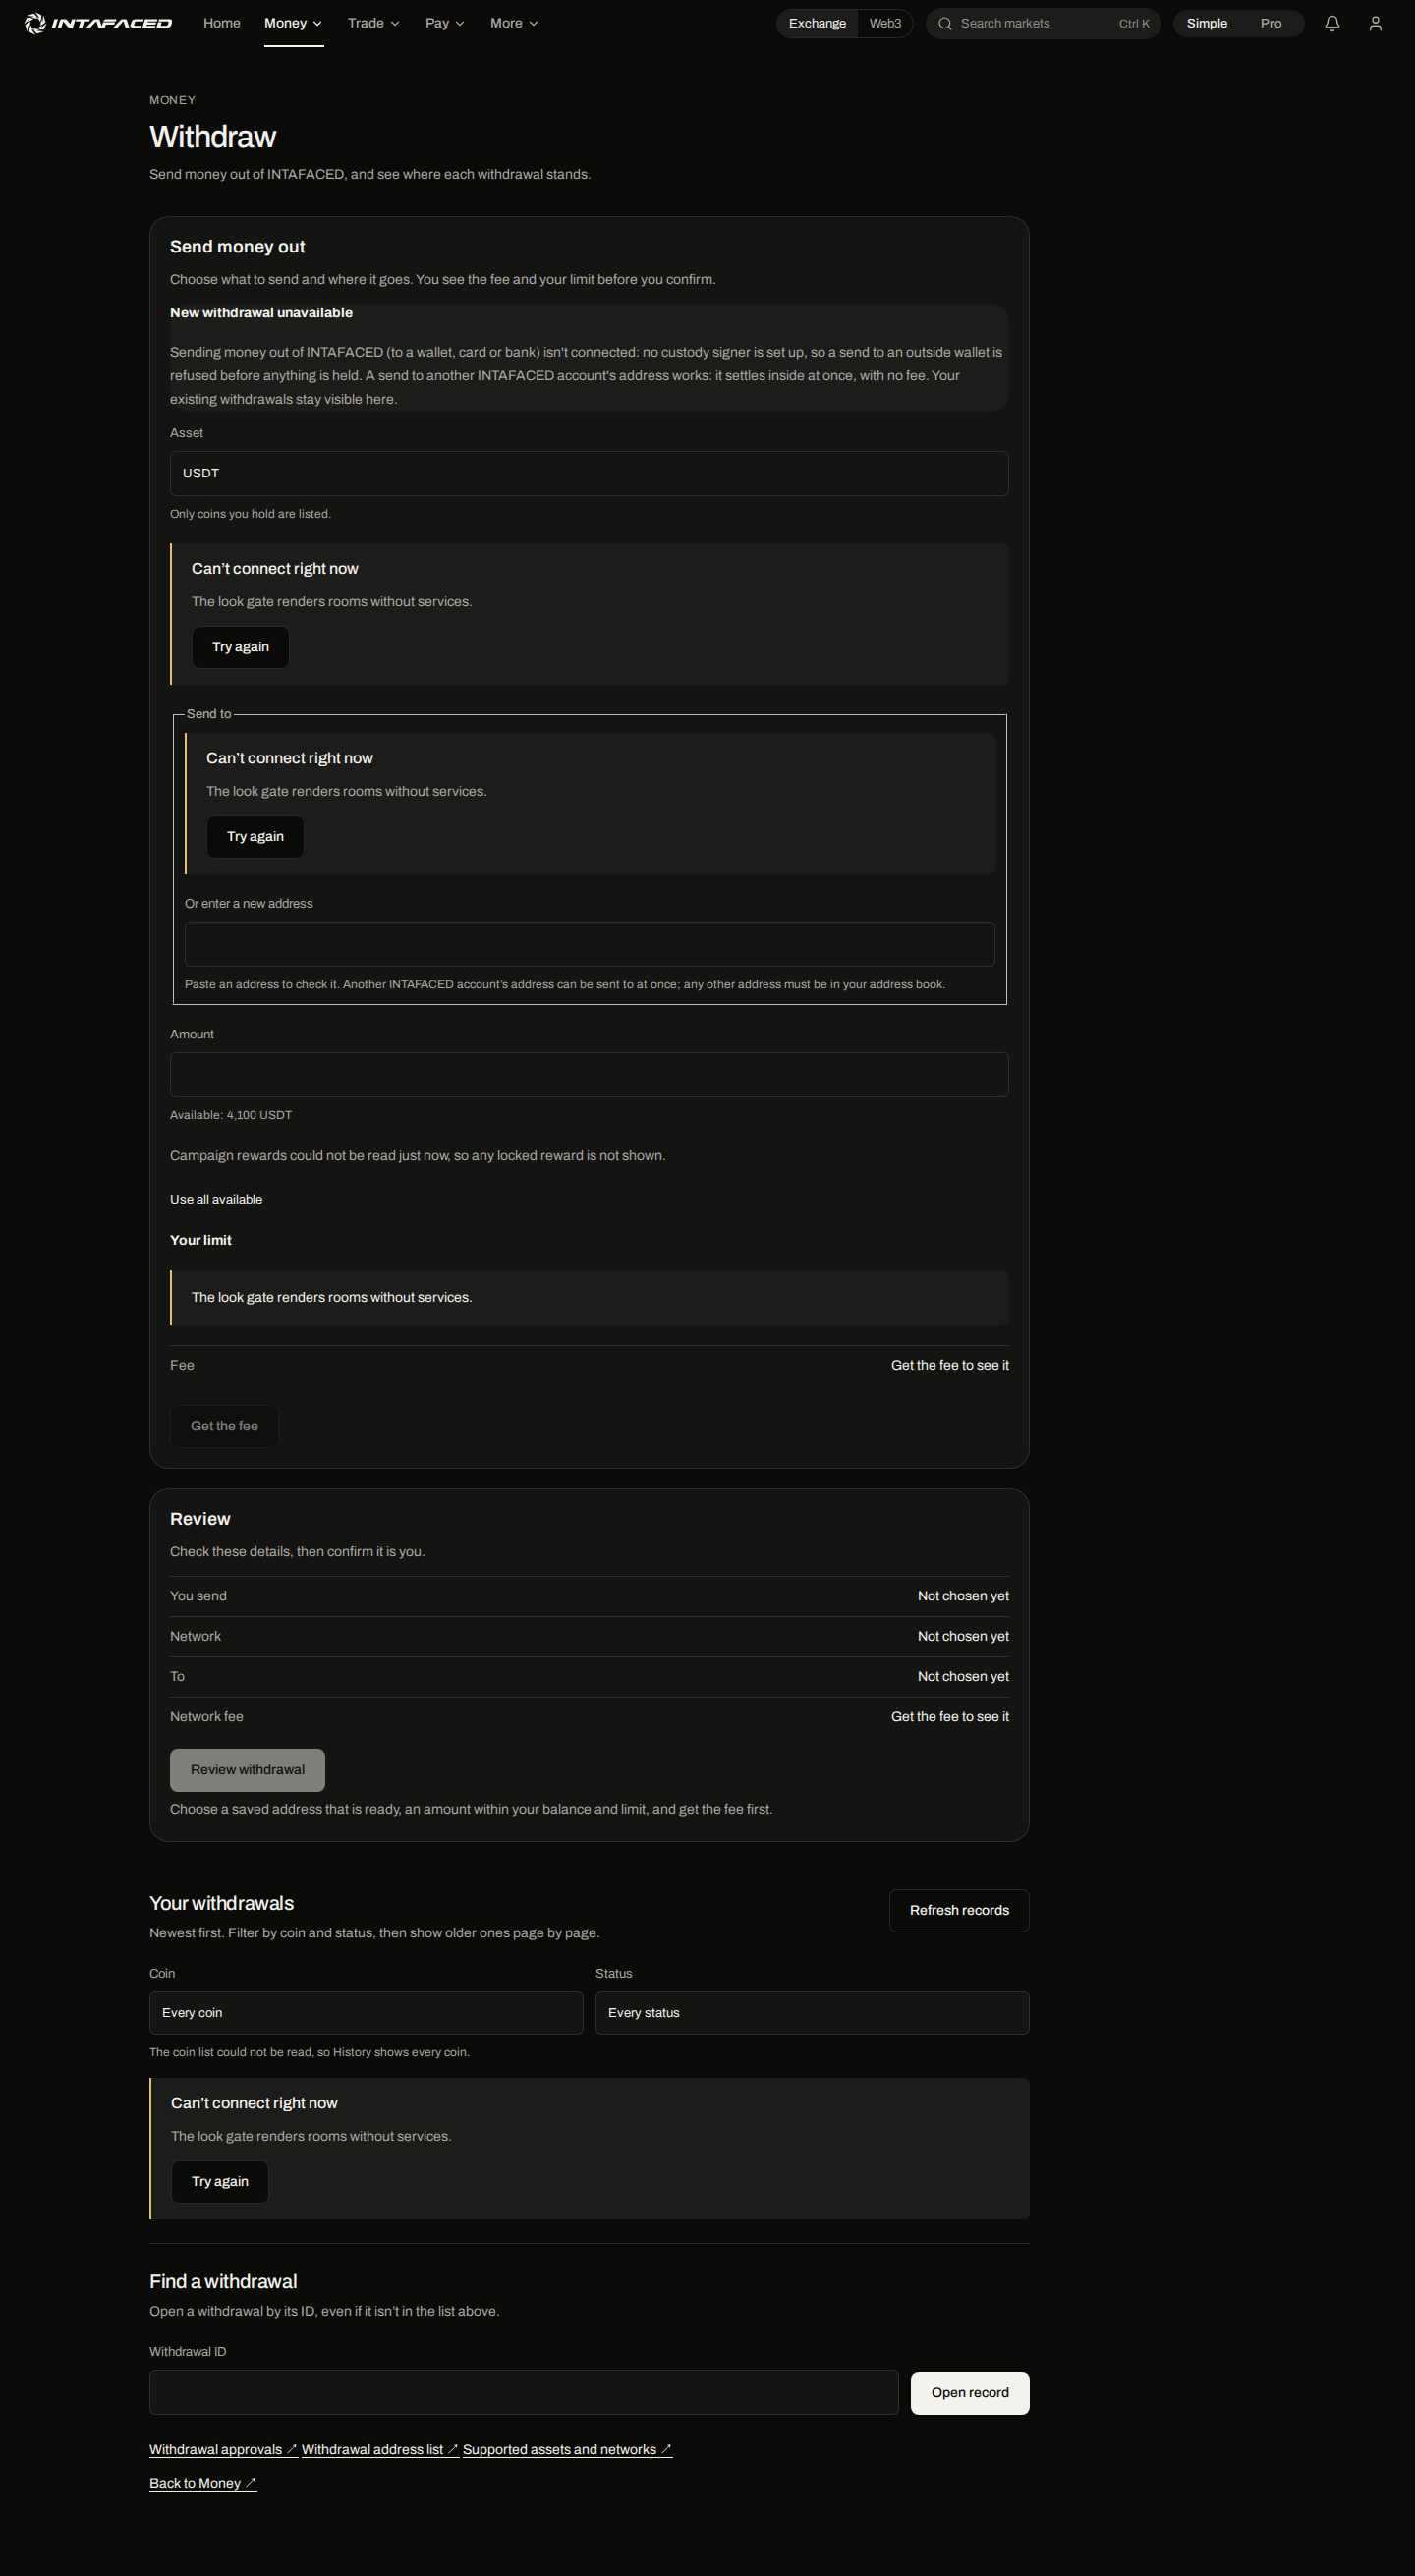 INTAFACED
Home
Money
Trade
Pay
More
Exchange
Web3
Search markets
Ctrl K
Simple
Pro
MONEY
Withdraw
Send money out of INTAFACED, and see where each withdrawal stands.
Send money out
Choose what to send and where it goes. You see the fee and your limit before you confirm.
New withdrawal unavailable
Sending money out of INTAFACED (to a wallet, card or bank) isn't connected: no custody signer is set up, so a send to an outside wallet is
refused before anything is held. A send to another INTAFACED account's address works: it settles inside at once, with no fee. Your
existing withdrawals stay visible here.
Asset
USDT
Only coins you hold are listed.
Can’t connect right now
The look gate renders rooms without services.
Try again
Send to
Can’t connect right now
The look gate renders rooms without services.
Try again
Or enter a new address
Paste an address to check it. Another INTAFACED account’s address can be sent to at once; any other address must be in your address book.
Amount
Available: 4,100 USDT
Campaign rewards could not be read just now, so any locked reward is not shown.
Use all available
Your limit
The look gate renders rooms without services.
Fee
Get the fee to see it
Get the fee
Review
Check these details, then confirm it is you.
You send
Not chosen yet
Network
Not chosen yet
To
Not chosen yet
Network fee
Get the fee to see it
Review withdrawal
Choose a saved address that is ready, an amount within your balance and limit, and get the fee first.
Your withdrawals
Refresh records
Newest first. Filter by coin and status, then show older ones page by page.
Coin
Status
Every coin
Every status
The coin list could not be read, so History shows every coin.
Can’t connect right now
The look gate renders rooms without services.
Try again
Find a withdrawal
Open a withdrawal by its ID, even if it isn’t in the list above.
Withdrawal ID
Open record
Withdrawal approvals ↗ Withdrawal address list ↗ Supported assets and networks ↗
Back to Money ↗